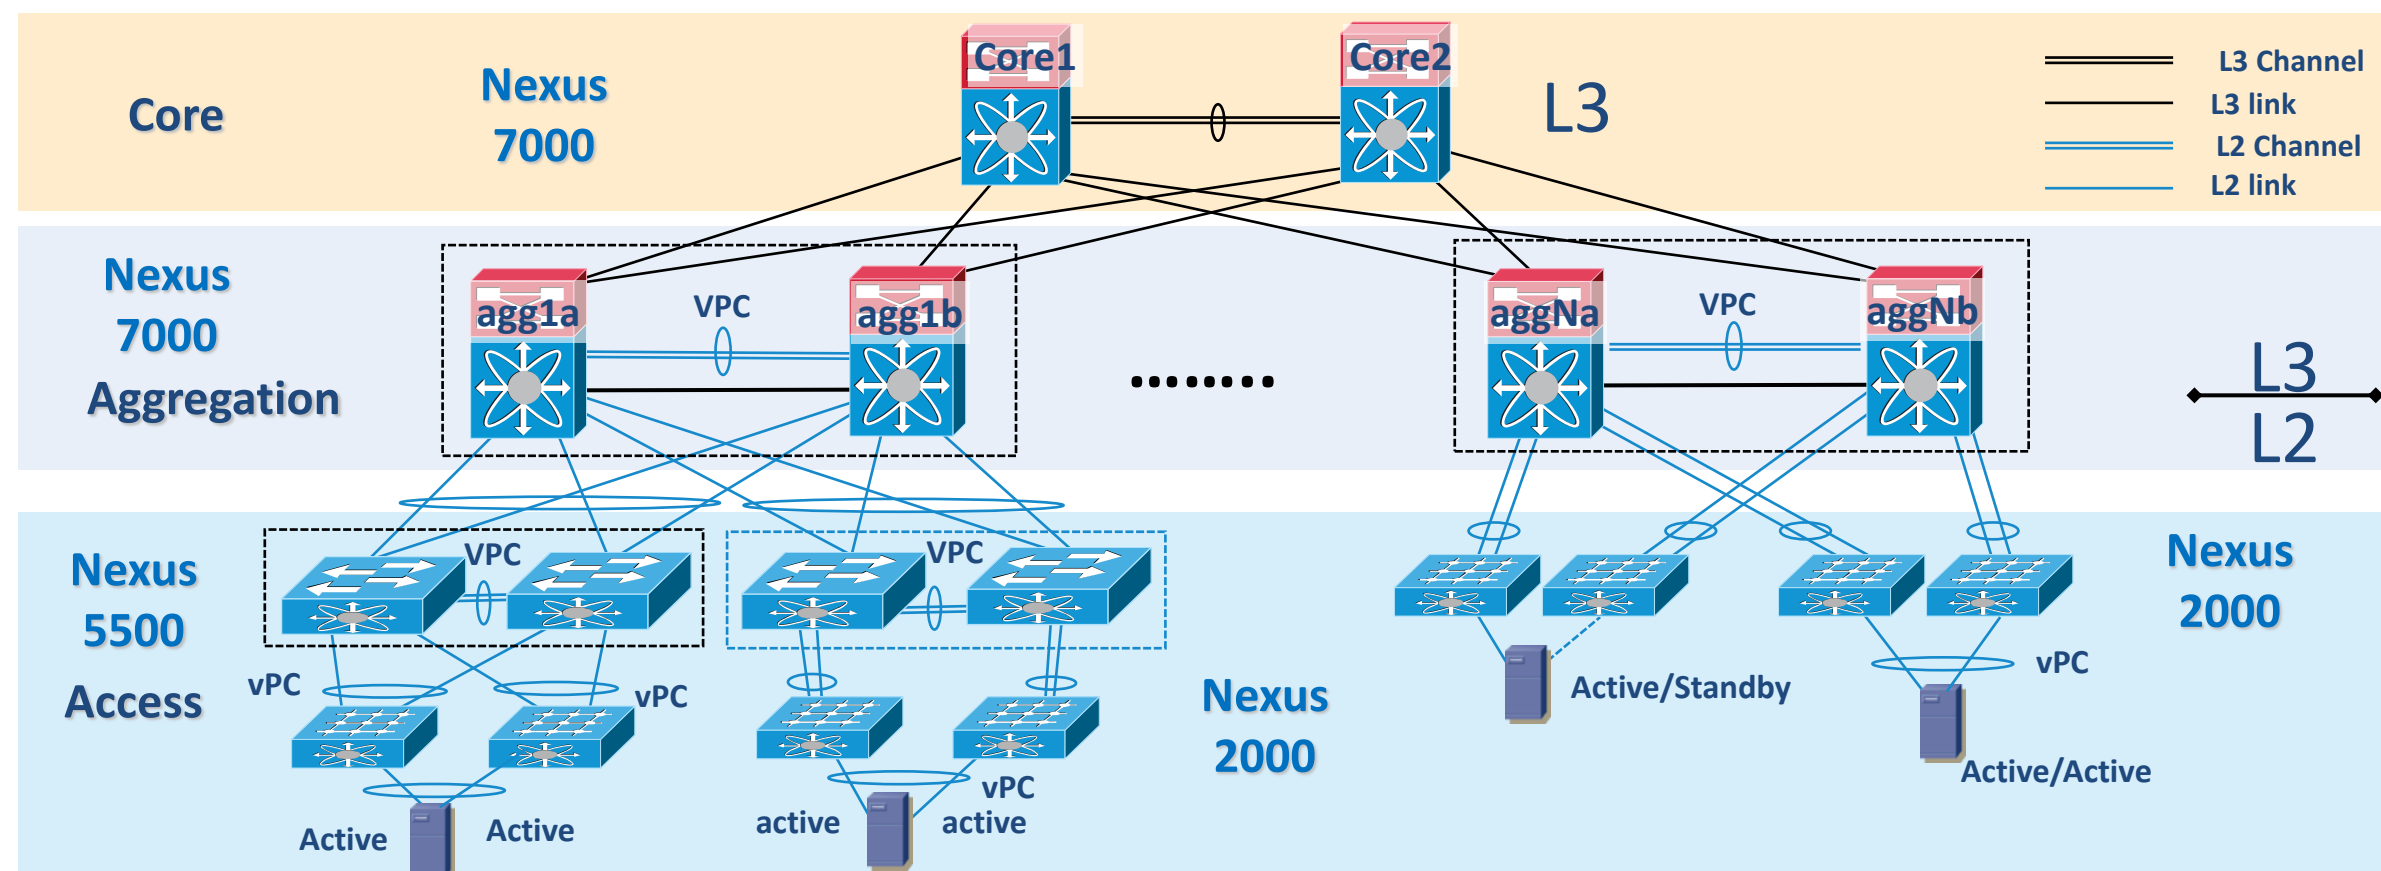 Core1
Core2
Nexus
7000
Core
L3
L3 Channel
L3 link
L2 Channel
L2 link
Nexus
7000
Aggregation
agg1a
VPC
agg1b
........
aggNa
VPC
aggNb
L3
L2
Nexus
5500
Access
VPC
VPC
vPC
vPC
Nexus
2000
Nexus
2000
Active/Standby
vPC
Active/Active
vPC
Active
Active
active
active